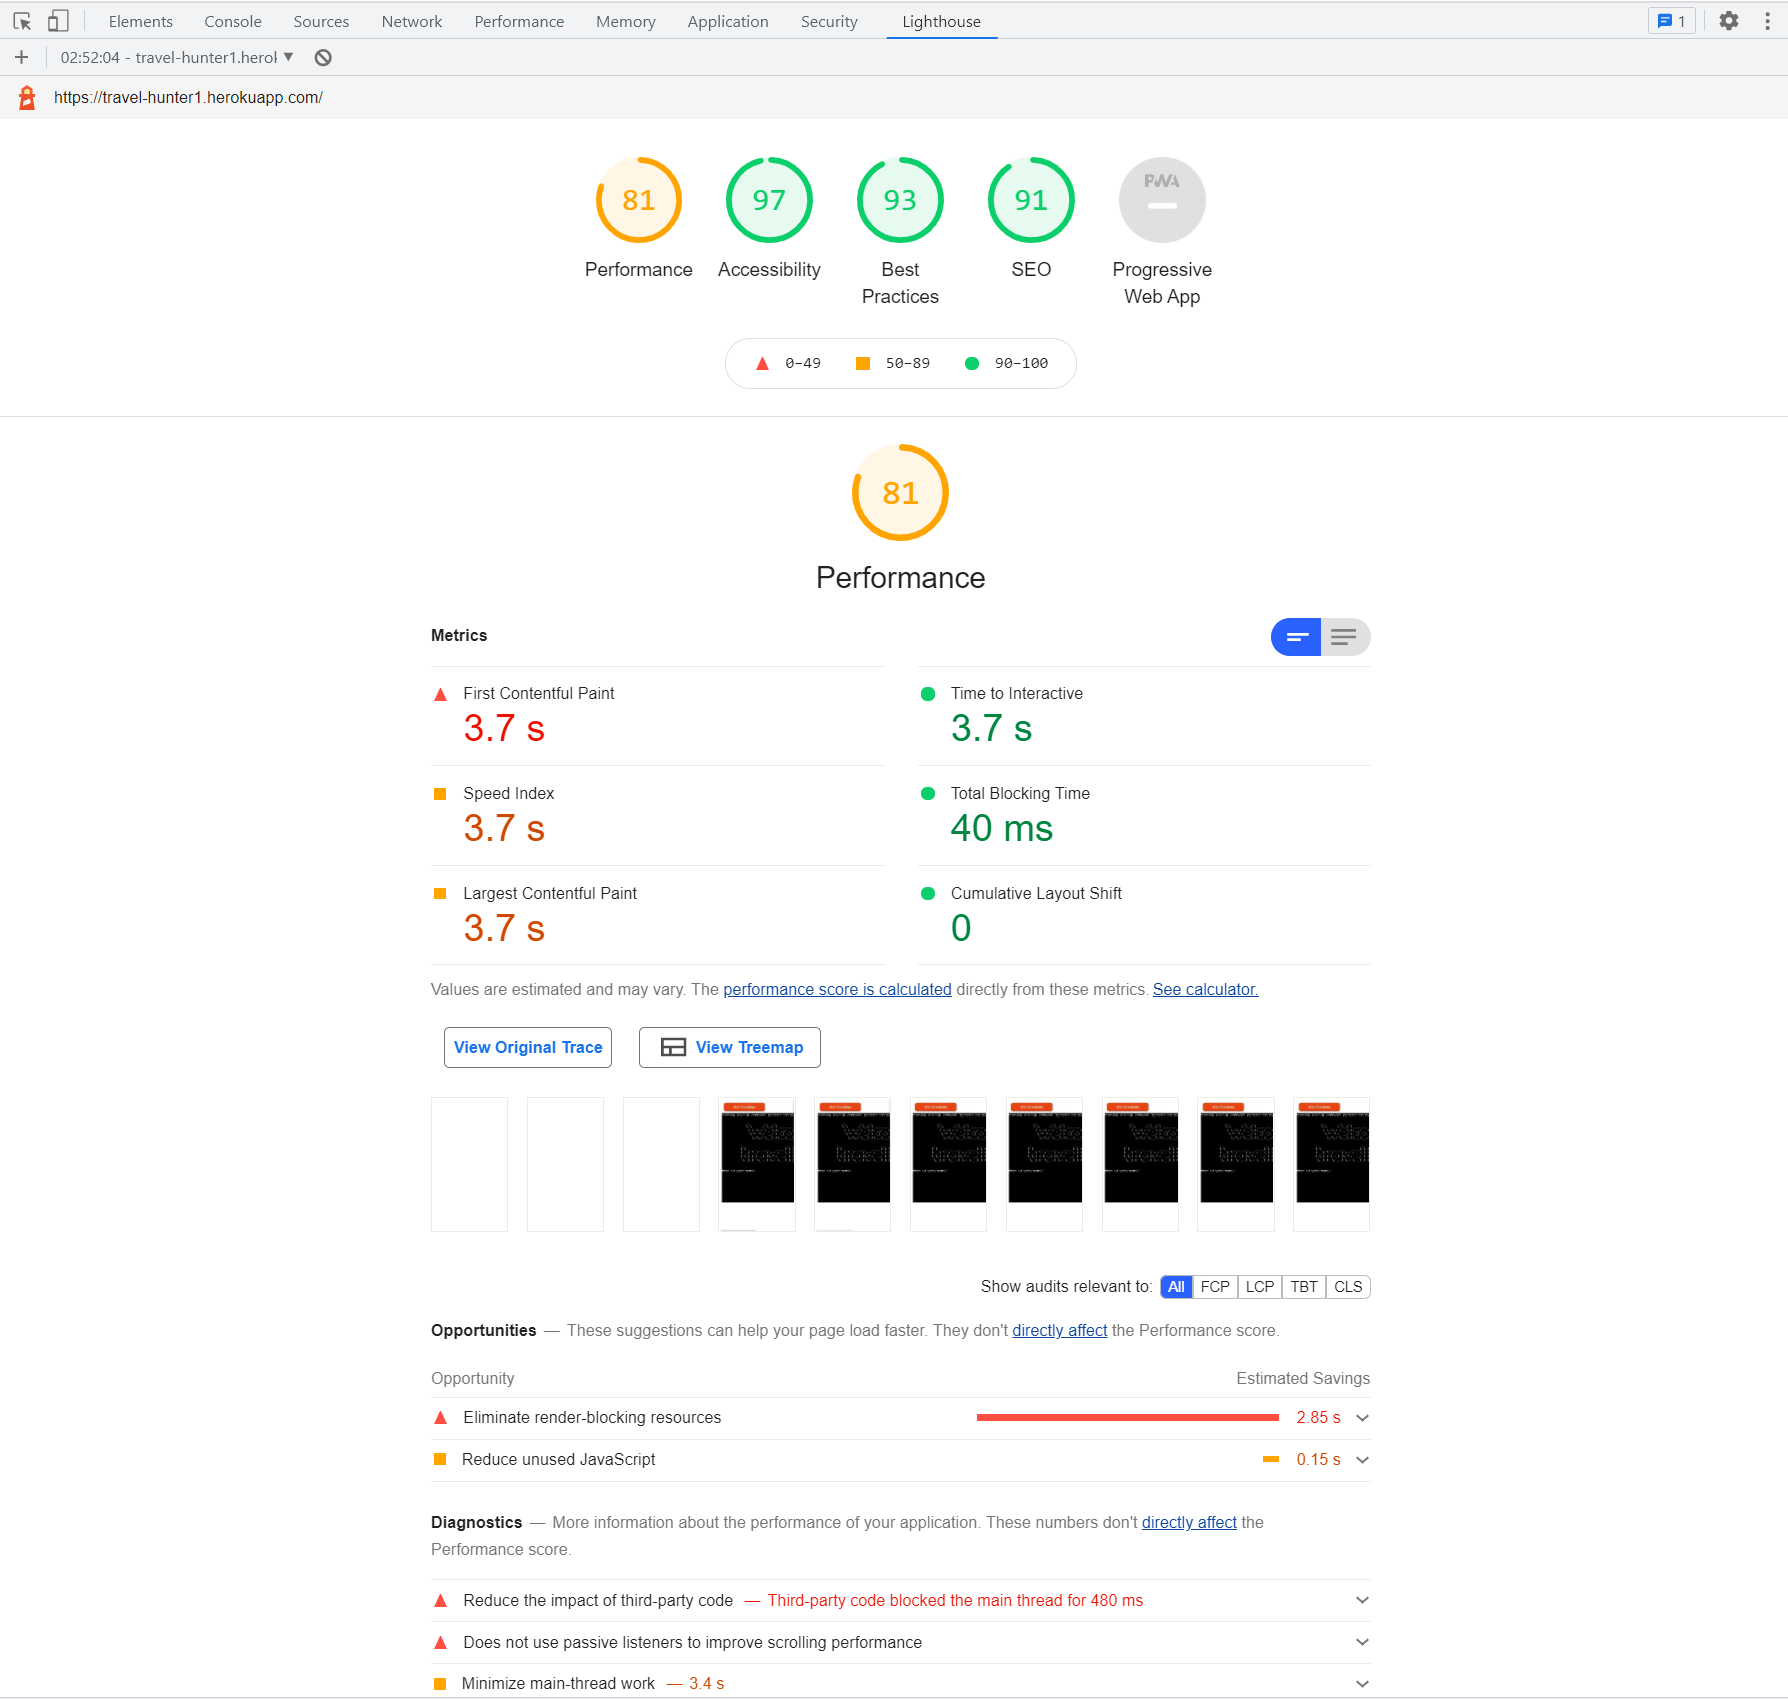 Elements Console Sources Network Performance Memory Application Security Lighthouse 1
02:52:04 - travel-hunter1.herok
https://travel-hunter1.herokuapp.com/
81 97 93 91 PWA
Performance Accessibility Best Practices SEO Progressive Web App
0–49 50–89 90–100
81
Performance
Metrics
First Contentful Paint
3.7 s
Time to Interactive
3.7 s
Speed Index
3.7 s
Total Blocking Time
40 ms
Largest Contentful Paint
3.7 s
Cumulative Layout Shift
0
Values are estimated and may vary. The performance score is calculated directly from these metrics. See calculator.
View Original Trace View Treemap
Show audits relevant to: All FCP LCP TBT CLS
Opportunities — These suggestions can help your page load faster. They don't directly affect the Performance score.
Opportunity Estimated Savings
Eliminate render-blocking resources 2.85 s
Reduce unused JavaScript 0.15 s
Diagnostics — More information about the performance of your application. These numbers don't directly affect the
Performance score.
Reduce the impact of third-party code — Third-party code blocked the main thread for 480 ms
Does not use passive listeners to improve scrolling performance
Minimize main-thread work — 3.4 s